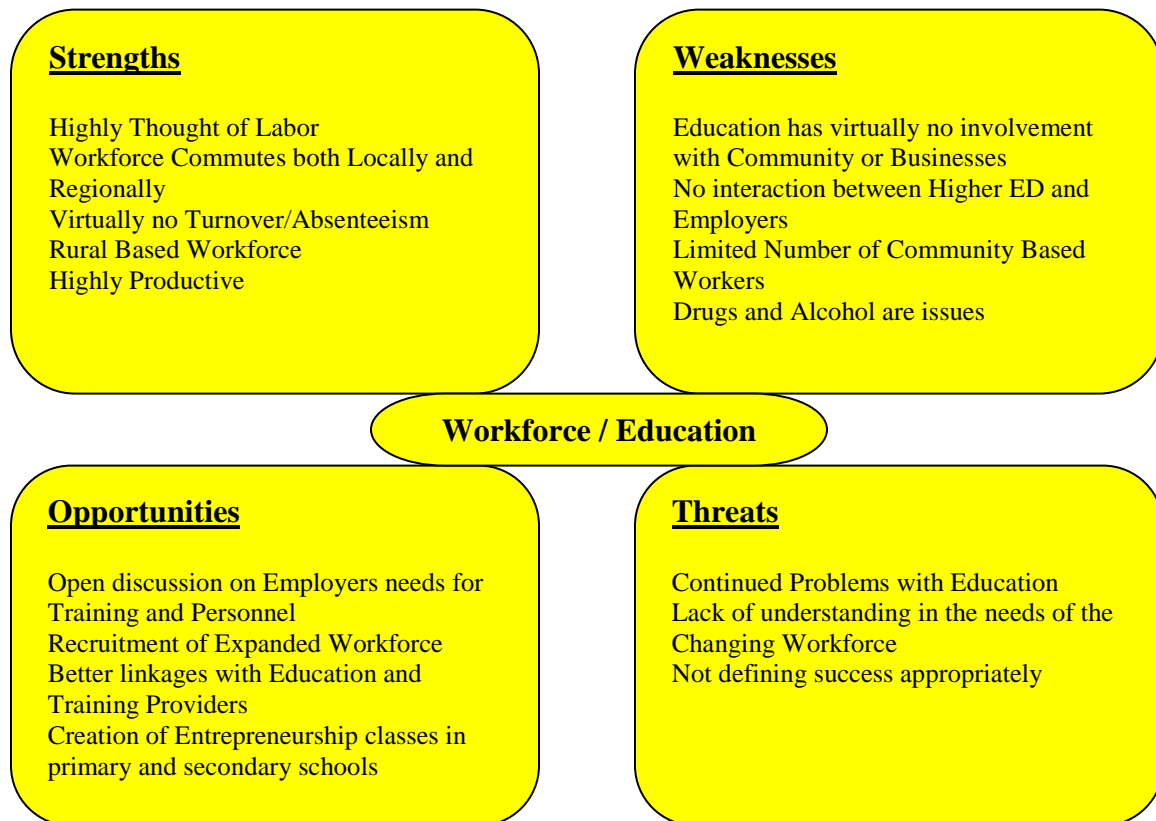 Strengths
Highly Thought of Labor
Workforce Commutes both Locally and
Regionally
Virtually no Turnover/Absenteeism
Rural Based Workforce
Highly Productive
Weaknesses
Education has virtually no involvement
with Community or Businesses
No interaction between Higher ED and
Employers
Limited Number of Community Based
Workers
Drugs and Alcohol are issues
Workforce / Education
Opportunities
Open discussion on Employers needs for
Training and Personnel
Recruitment of Expanded Workforce
Better linkages with Education and
Training Providers
Creation of Entrepreneurship classes in
primary and secondary schools
Threats
Continued Problems with Education
Lack of understanding in the needs of the
Changing Workforce
Not defining success appropriately